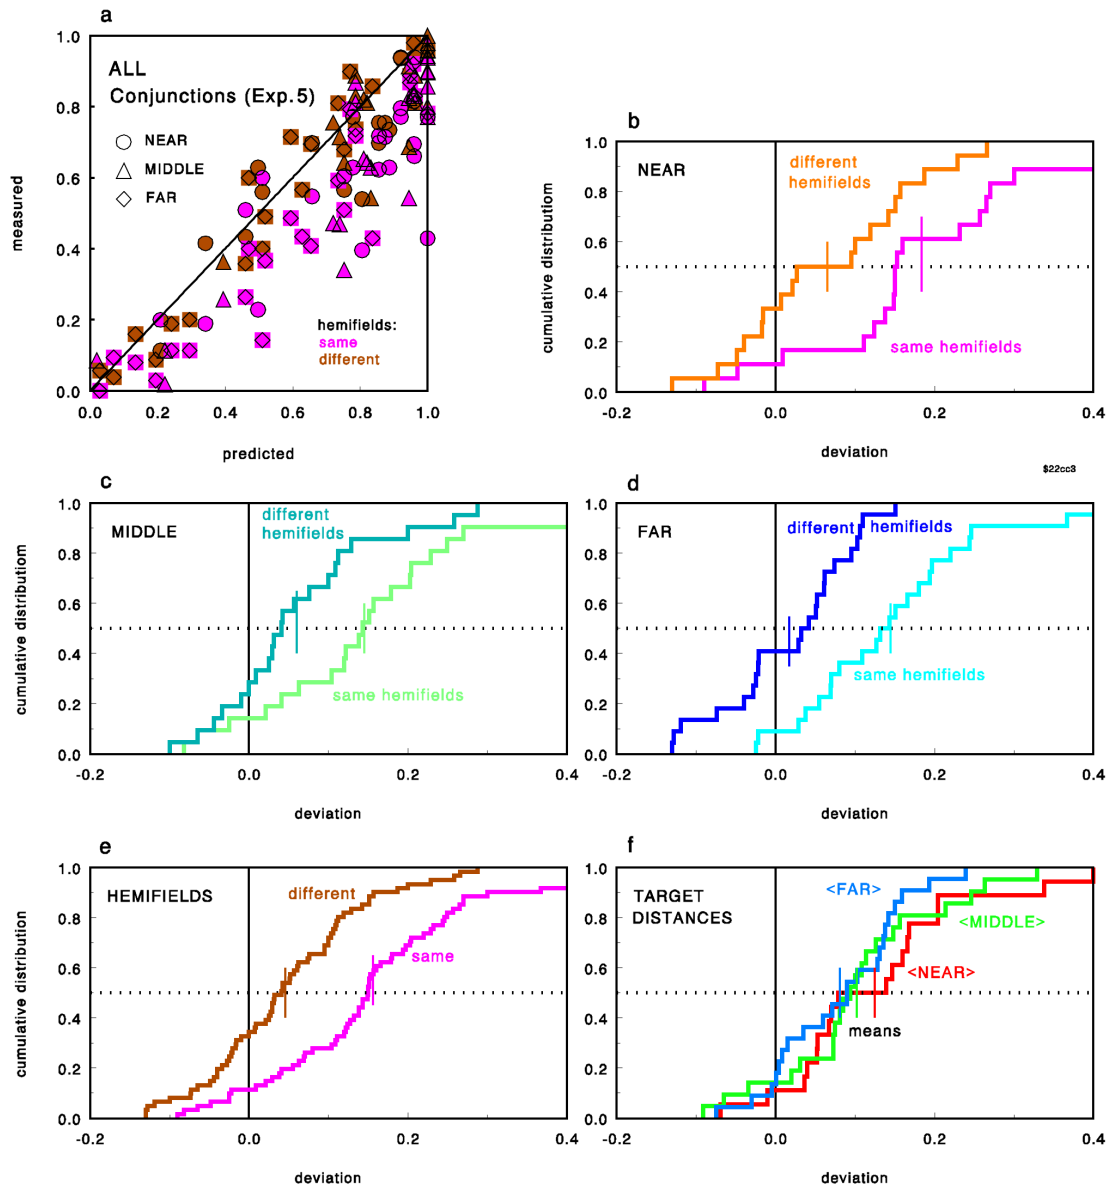 a
1.0
0.8
0.6
0.4
0.2
0.0
measured
ALL
Conjunctions (Exp.5)
NEAR
MIDDLE
FAR
hemifields:
same
different
0.0 0.2 0.4 0.6 0.8 1.0
predicted
b
1.0
0.8
0.6
0.4
0.2
0.0
cumulative distributiom
NEAR
different
hemifields
same hemifields
-0.2 0.0 0.2 0.4
deviation
$22cc3
c
1.0
0.8
0.6
0.4
0.2
0.0
cumulative distributiom
MIDDLE
different
hemifields
same hemifields
-0.2 0.0 0.2 0.4
deviation
d
1.0
0.8
0.6
0.4
0.2
0.0
FAR
different hemifields
same hemifields
-0.2 0.0 0.2 0.4
deviation
e
1.0
0.8
0.6
0.4
0.2
0.0
cumulative distribution
HEMIFIELDS
different
same
-0.2 0.0 0.2 0.4
deviation
f
1.0
0.8
0.6
0.4
0.2
0.0
TARGET
DISTANCES
<FAR>
<MIDDLE>
<NEAR>
means
-0.2 0.0 0.2 0.4
deviation